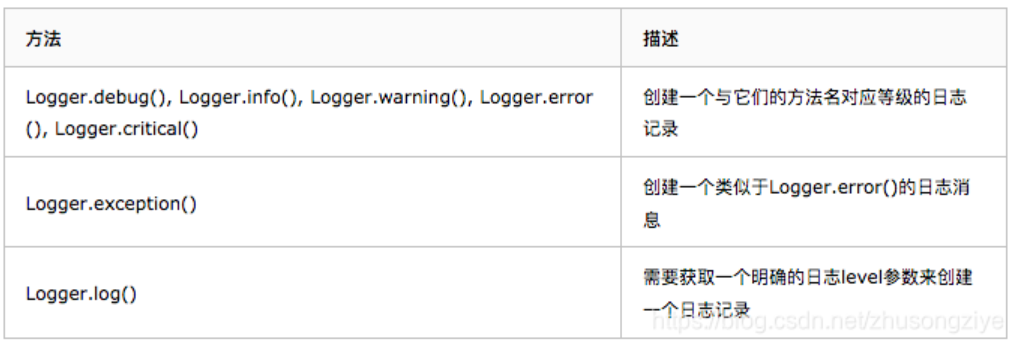 方法
描述
Logger.debug(), Logger.info(), Logger.warning(), Logger.error
(), Logger.critical()
创建一个与它们的方法名对应等级的日志
记录
Logger.exception()
创建一个类似于Logger.error()的日志消
息
Logger.log()
需要获取一个明确的日志level参数来创建
一个日志记录
https://blog.csdn.net/zhusongziye